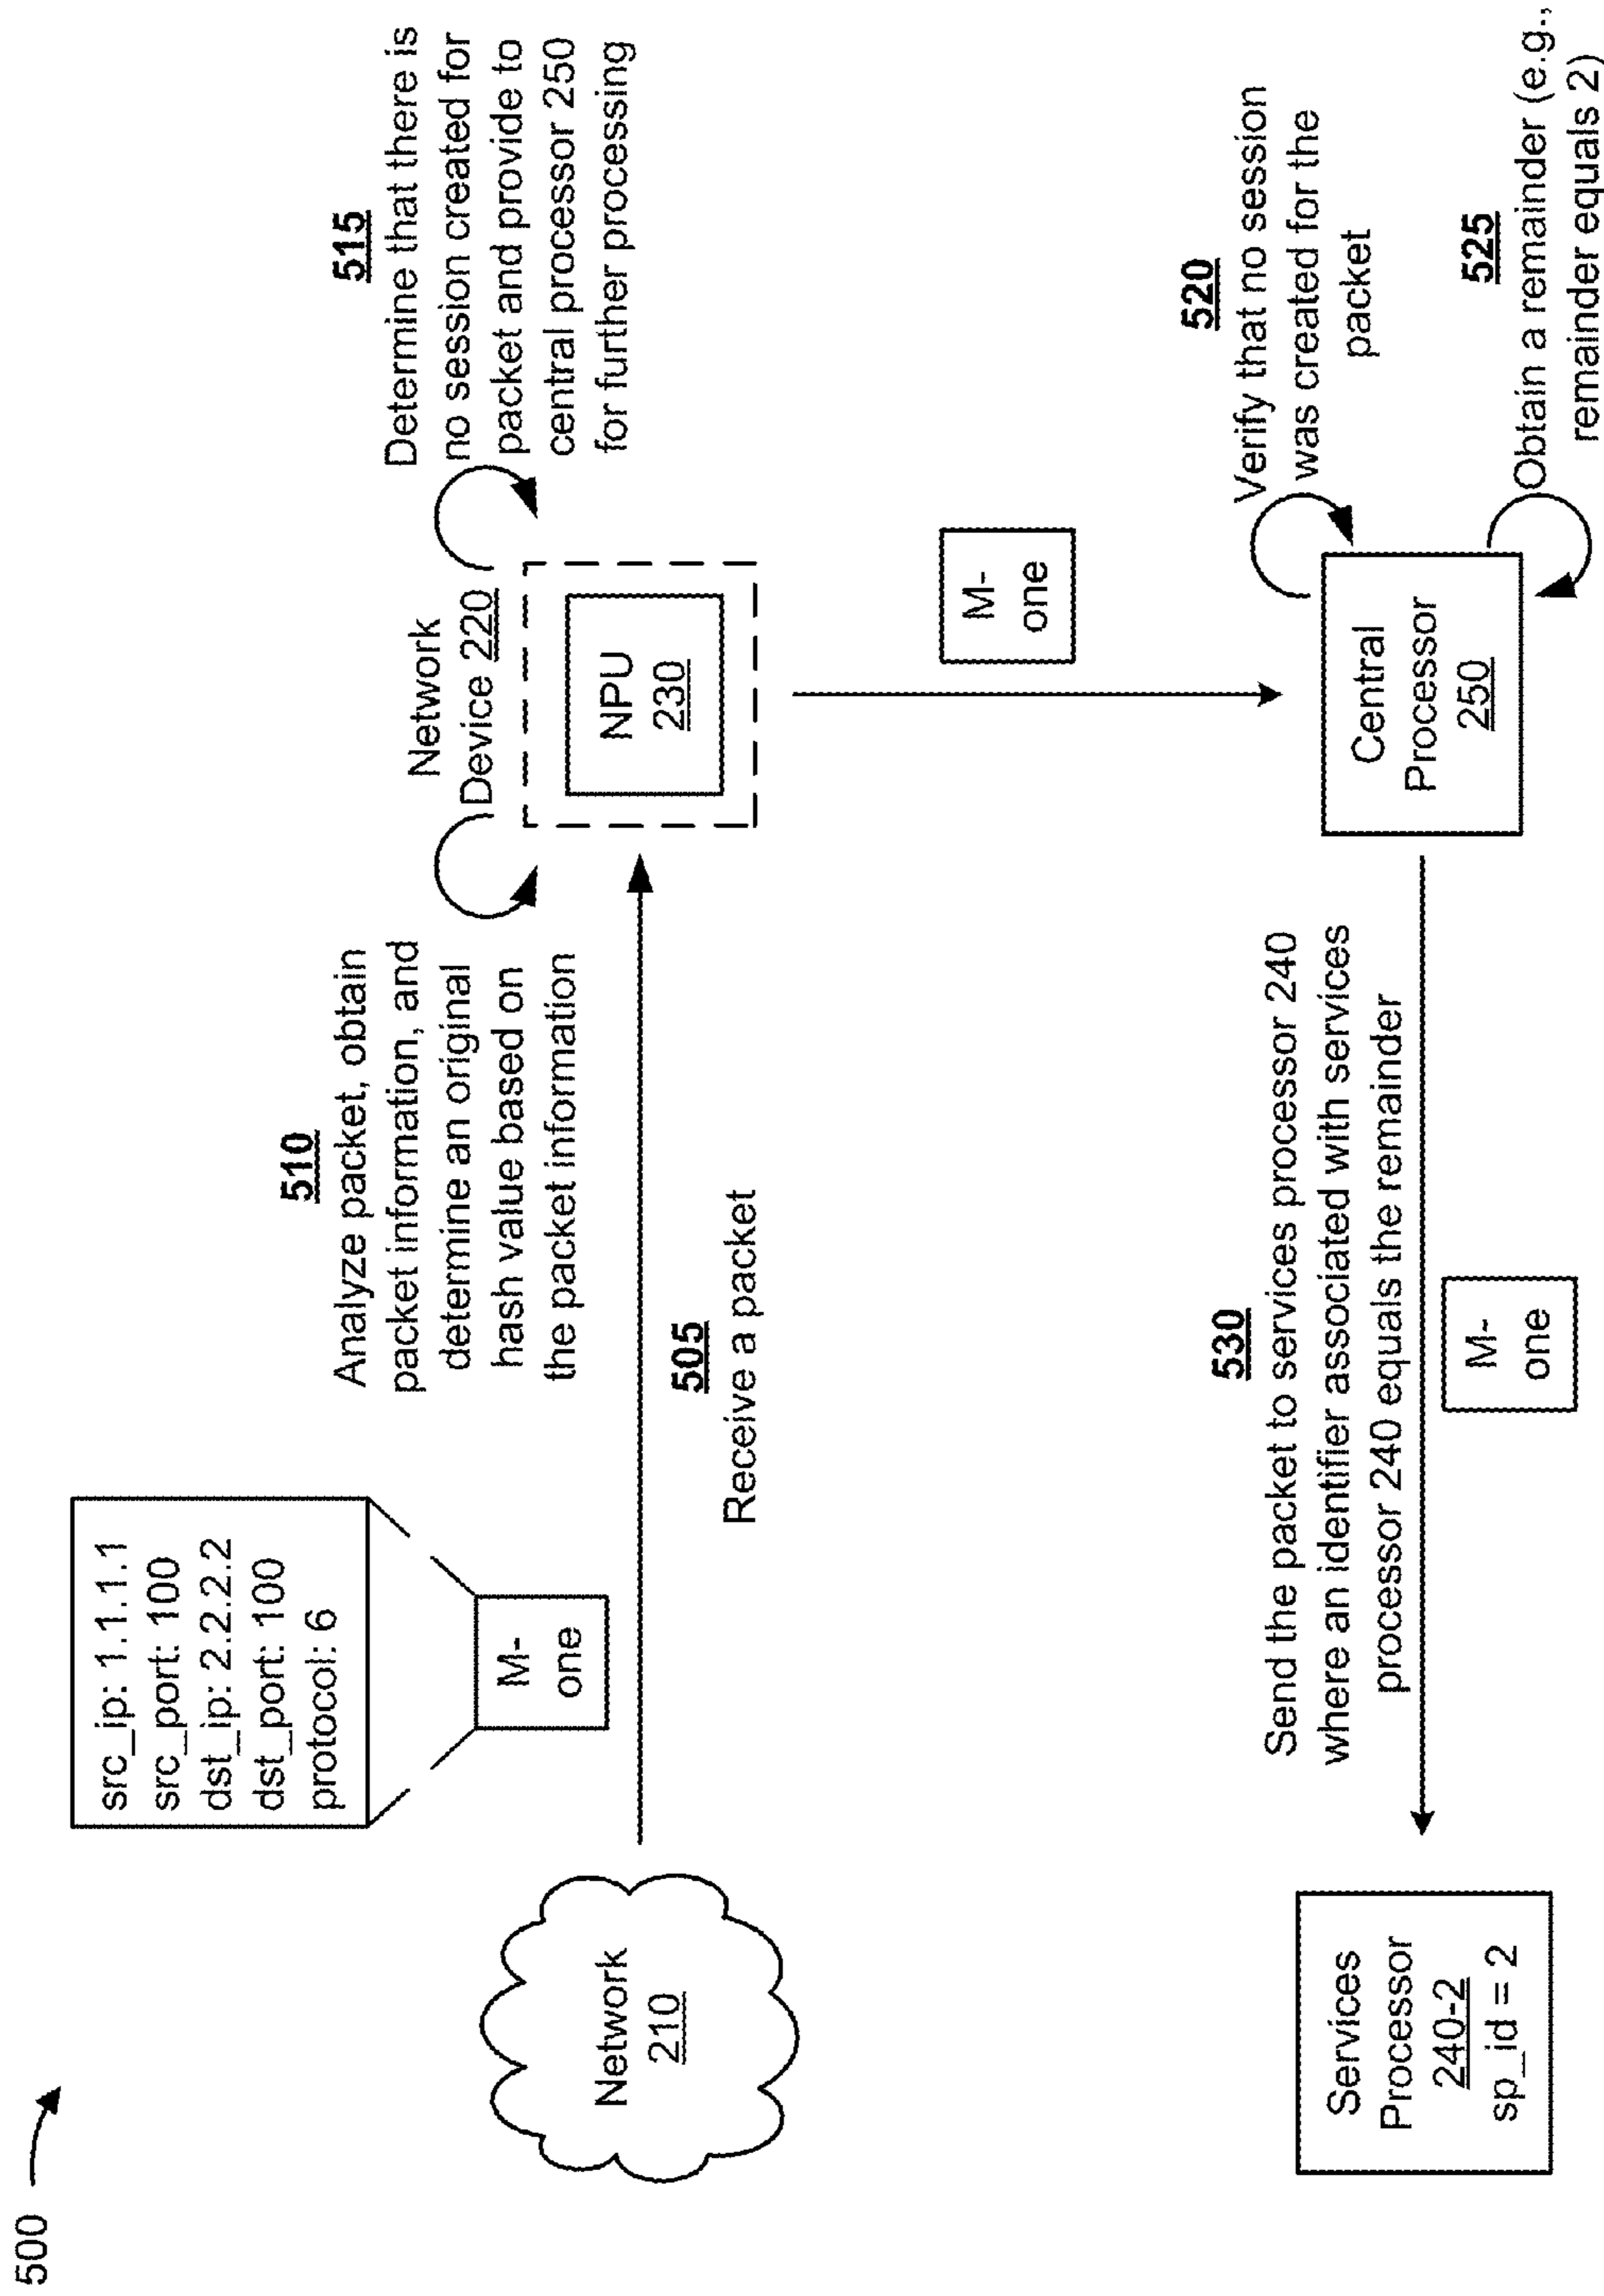 500
src_ip: 1.1.1.1
src_port: 100
dst_ip: 2.2.2.2
dst_port: 100
protocol: 6
M-
one
Network
210
505
Receive a packet
510
Analyze packet, obtain
packet information, and
determine an original
hash value based on
the packet information
Network
Device 220
NPU
230
515
Determine that there is
no session created for
packet and provide to
central processor 250
for further processing
M-
one
Central
Processor
250
520
Verify that no session
was created for the
packet
525
Obtain a remainder (e.g.,
remainder equals 2)
530
Send the packet to services processor 240
where an identifier associated with services
processor 240 equals the remainder
M-
one
Services
Processor
240-2
sp_id = 2